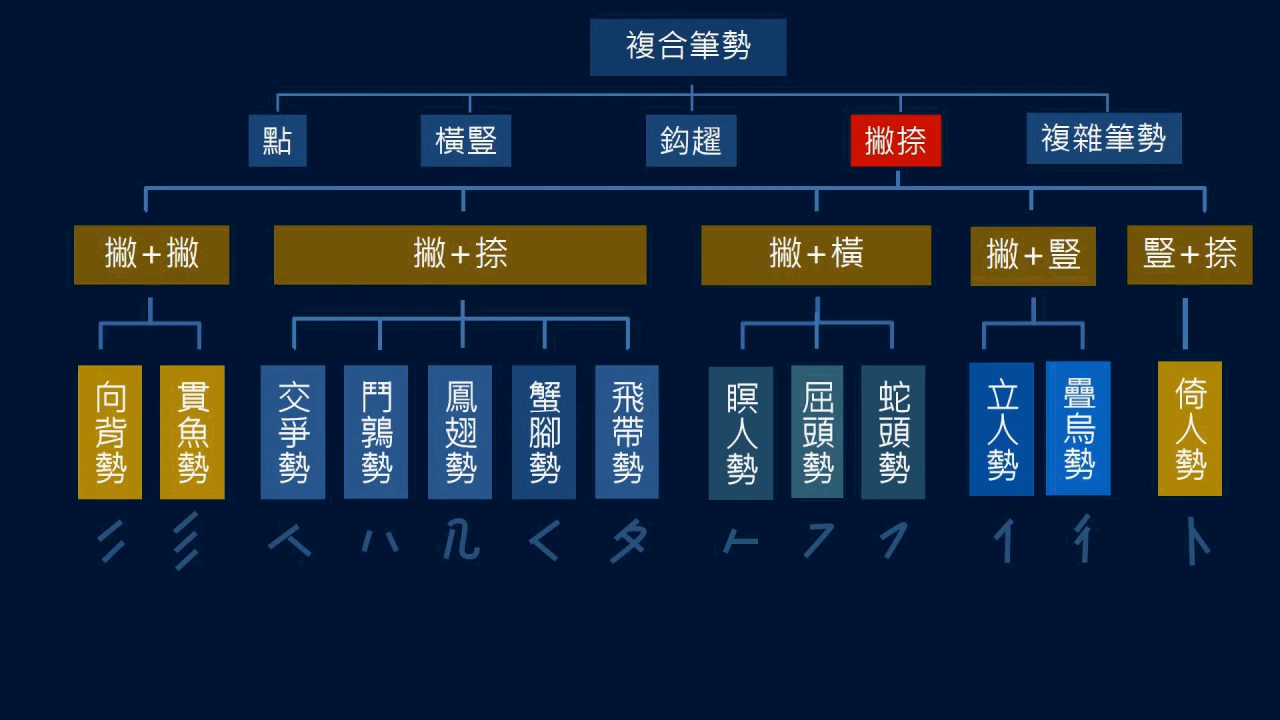 複合筆勢
點
橫豎
鈎趯
撇捺
複雜筆勢
撇+撇
撇+捺
撇+橫
撇+豎
豎+捺
向背勢
貫魚勢
交爭勢
鬥鶉勢
鳳翅勢
蟹腳勢
飛帶勢
瞑人勢
屈頭勢
蛇頭勢
立人勢
疊烏勢
倚人勢